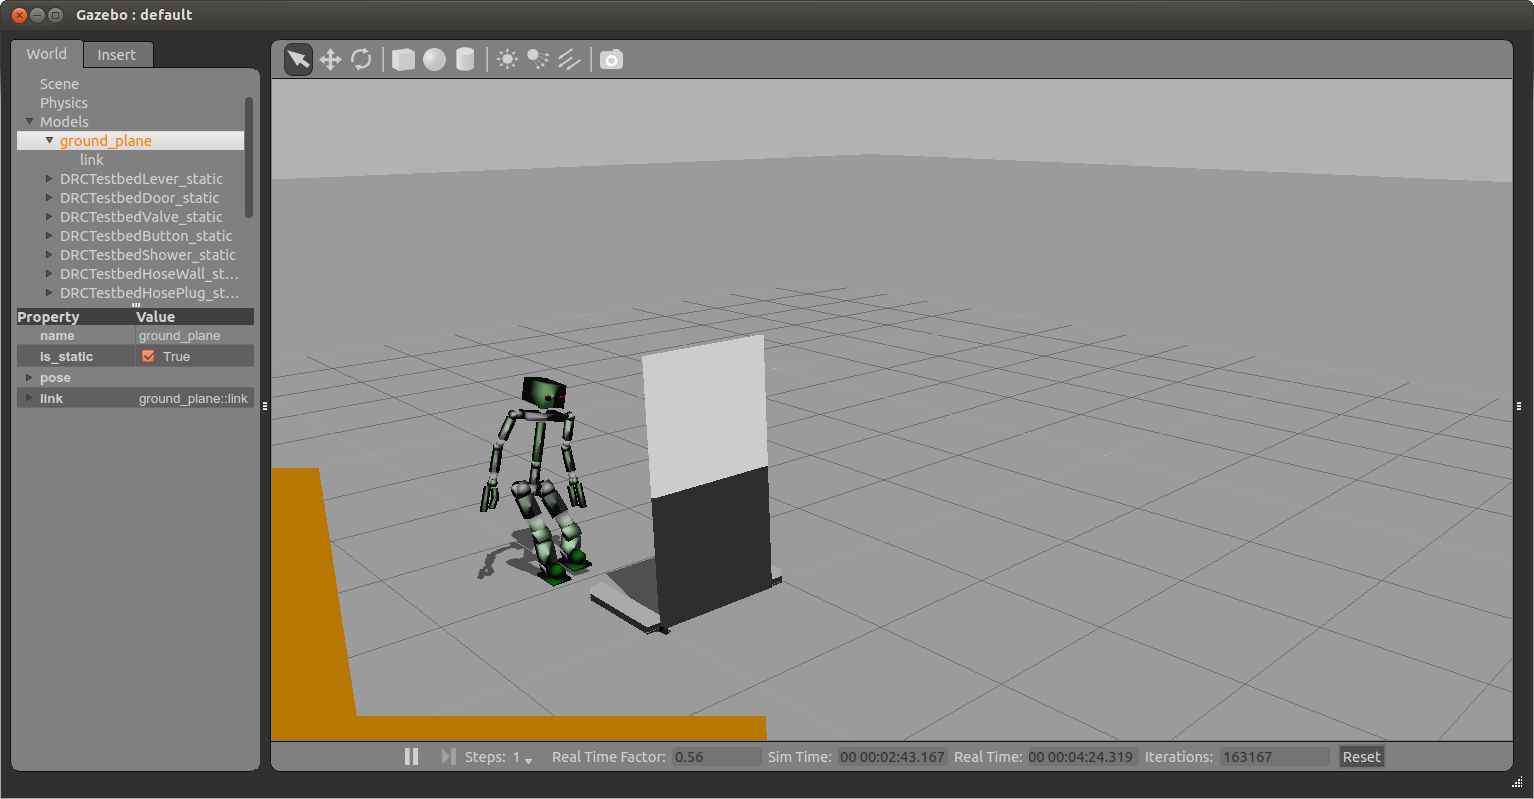 Gazebo : default
World Insert
Scene
Physics
Models
ground_plane
link
DRCTestbedLever_static
DRCTestbedDoor_static
DRCTestbedValve_static
DRCTestbedButton_static
DRCTestbedShower_static
DRCTestbedHoseWall_st...
DRCTestbedHosePlug_st...
Property Value
name ground_plane
is_static True
pose
link ground_plane::link
Steps: 1 Real Time Factor: 0.56 Sim Time: 00 00:02:43.167 Real Time: 00 00:04:24.319 Iterations: 163167 Reset